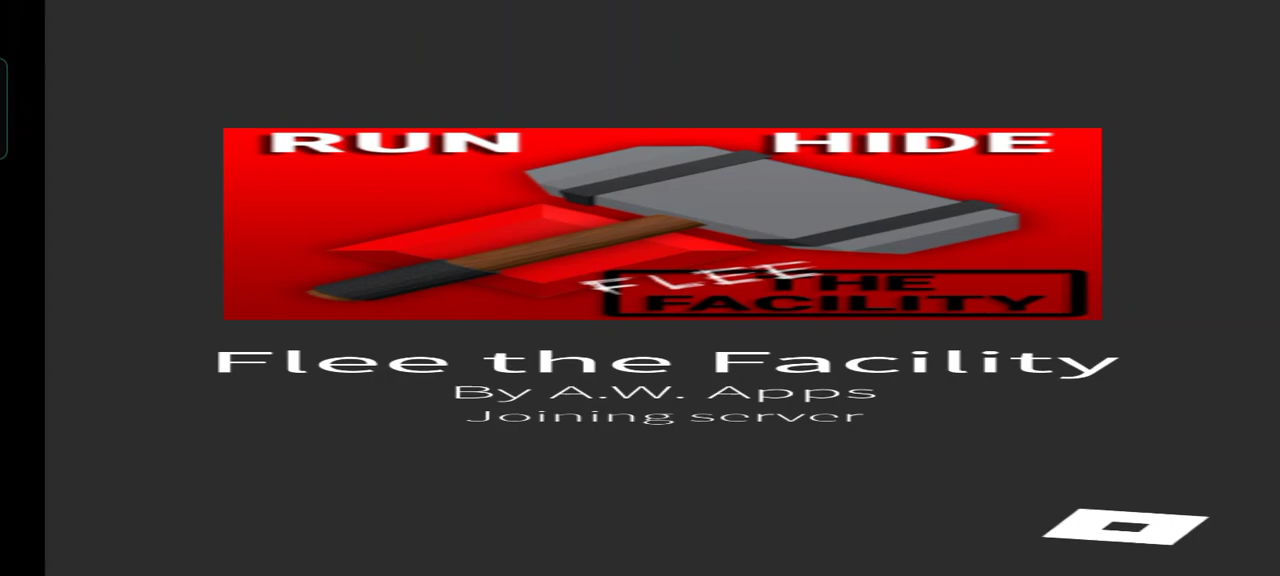 RUN HIDE
FLEE THE
FACILITY
Flee the Facility
By A.W. Apps
Joining server